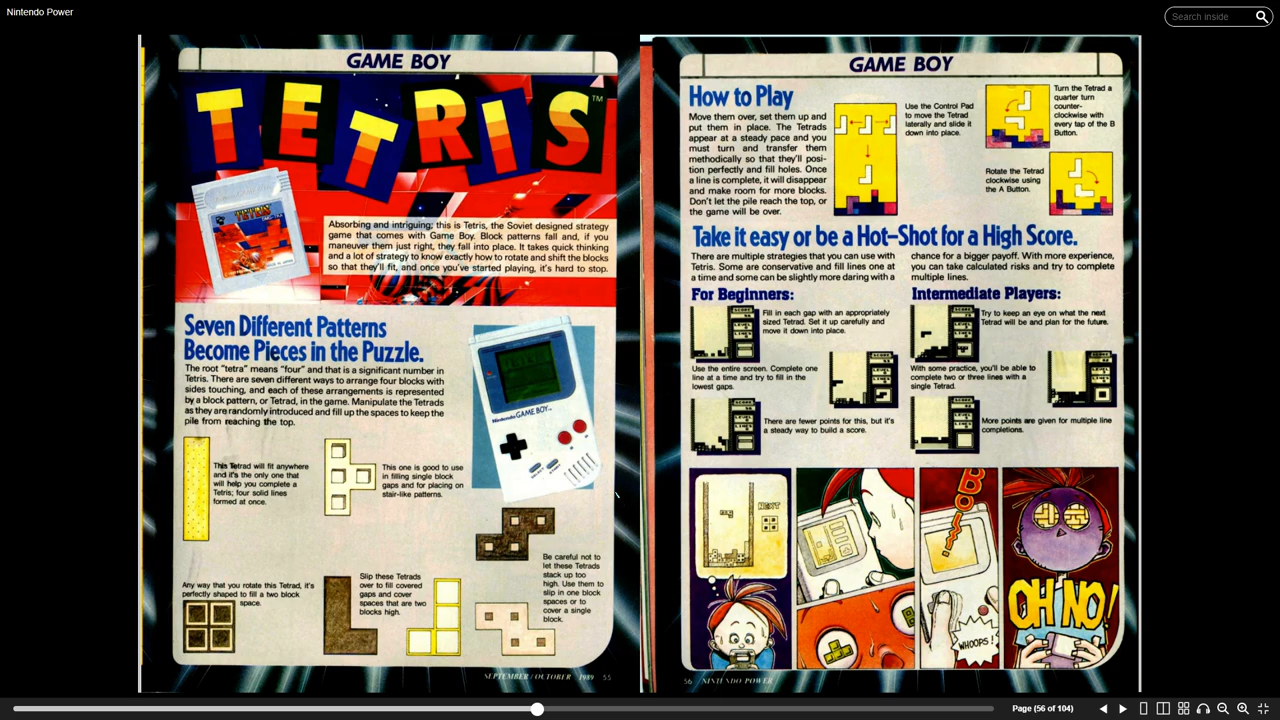 Nintendo Power
Search inside
GAME BOY
TETRIS™
Absorbing and intriguing; this is Tetris, the Soviet designed strategy
game that comes with Game Boy. Block patterns fall and, if you
maneuver them just right, they fall into place. It takes quick thinking
and a lot of strategy to know exactly how to rotate and shift the blocks
so that they'll fit, and once you've started playing, it's hard to stop.
Seven Different Patterns
Become Pieces in the Puzzle.
The root "tetra" means "four" and that is a significant number in
Tetris. There are seven different ways to arrange four blocks with
sides touching, and each of these arrangements is represented
by a block pattern, or Tetrad, in the game. Manipulate the Tetrads
as they are randomly introduced and fill up the spaces to keep the
pile from reaching the top.
Nintendo GAME BOY
This Tetrad will fit anywhere
and it's the only one that
will help you complete a
Tetris; four solid lines
formed at once.
This one is good to use
in filling single block
gaps and for placing on
stair-like patterns.
Any way that you rotate this Tetrad, it's
perfectly shaped to fill a two block
space.
Slip these Tetrads
over to fill covered
gaps and cover
spaces that are two
blocks high.
Be careful not to
let these Tetrads
stack up too
high. Use them to
slip in one block
spaces or to
cover a single
block.
SEPTEMBER / OCTOBER 1989 55
GAME BOY
How to Play
Move them over, set them up and
put them in place. The Tetrads
appear at a steady pace and you
must turn and transfer them
methodically so that they'll posi-
tion perfectly and fill holes. Once
a line is complete, it will disappear
and make room for more blocks.
Don't let the pile reach the top, or
the game will be over.
Use the Control Pad
to move the Tetrad
laterally and slide it
down into place.
Turn the Tetrad a
quarter turn
counter-
clockwise with
every tap of the B
Button.
Rotate the Tetrad
clockwise using
the A Button.
Take it easy or be a Hot-Shot for a High Score.
There are multiple strategies that you can use with
Tetris. Some are conservative and fill lines one at
a time and some can be slightly more daring with a
chance for a bigger payoff. With more experience,
you can take calculated risks and try to complete
multiple lines.
For Beginners:
Fill in each gap with an appropriately
sized Tetrad. Set it up carefully and
move it down into place.
Use the entire screen. Complete one
line at a time and try to fill in the
lowest gaps.
There are fewer points for this, but it's
a steady way to build a score.
Intermediate Players:
Try to keep an eye on what the next
Tetrad will be and plan for the future.
With some practice, you'll be able to
complete two or three lines with a
single Tetrad.
More points are given for multiple line
completions.
NEXT
BOI
WHOOPS!
OH NO!
56 NINTENDO POWER
Page (56 of 104)